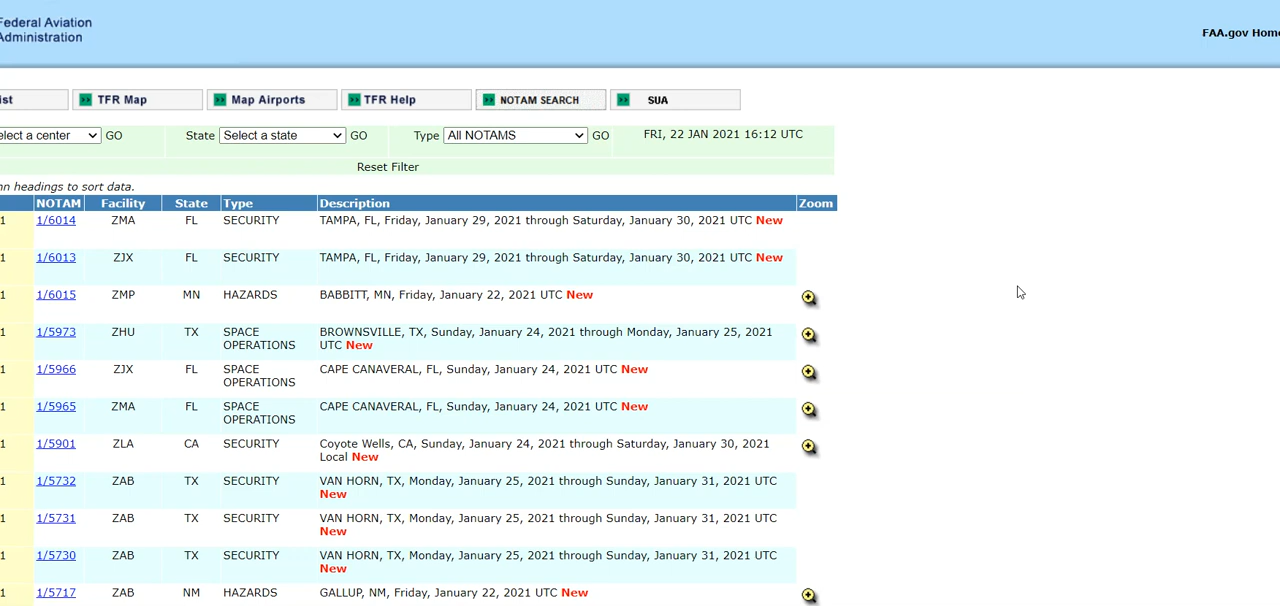 Federal Aviation
Administration
FAA.gov Home
ist
TFR Map
Map Airports
TFR Help
NOTAM SEARCH
SUA
elect a center GO State Select a state GO Type All NOTAMS GO FRI, 22 JAN 2021 16:12 UTC
Reset Filter
mn headings to sort data.
NOTAM Facility State Type Description Zoom
1 1/6014 ZMA FL SECURITY TAMPA, FL, Friday, January 29, 2021 through Saturday, January 30, 2021 UTC New
1 1/6013 ZJX FL SECURITY TAMPA, FL, Friday, January 29, 2021 through Saturday, January 30, 2021 UTC New
1 1/6015 ZMP MN HAZARDS BABBITT, MN, Friday, January 22, 2021 UTC New
1 1/5973 ZHU TX SPACE OPERATIONS BROWNSVILLE, TX, Sunday, January 24, 2021 through Monday, January 25, 2021
UTC New
1 1/5966 ZJX FL SPACE OPERATIONS CAPE CANAVERAL, FL, Sunday, January 24, 2021 UTC New
1 1/5965 ZMA FL SPACE OPERATIONS CAPE CANAVERAL, FL, Sunday, January 24, 2021 UTC New
1 1/5901 ZLA CA SECURITY Coyote Wells, CA, Sunday, January 24, 2021 through Saturday, January 30, 2021
Local New
1 1/5732 ZAB TX SECURITY VAN HORN, TX, Monday, January 25, 2021 through Sunday, January 31, 2021 UTC
New
1 1/5731 ZAB TX SECURITY VAN HORN, TX, Monday, January 25, 2021 through Sunday, January 31, 2021 UTC
New
1 1/5730 ZAB TX SECURITY VAN HORN, TX, Monday, January 25, 2021 through Sunday, January 31, 2021 UTC
New
1 1/5717 ZAB NM HAZARDS GALLUP, NM, Friday, January 22, 2021 UTC New